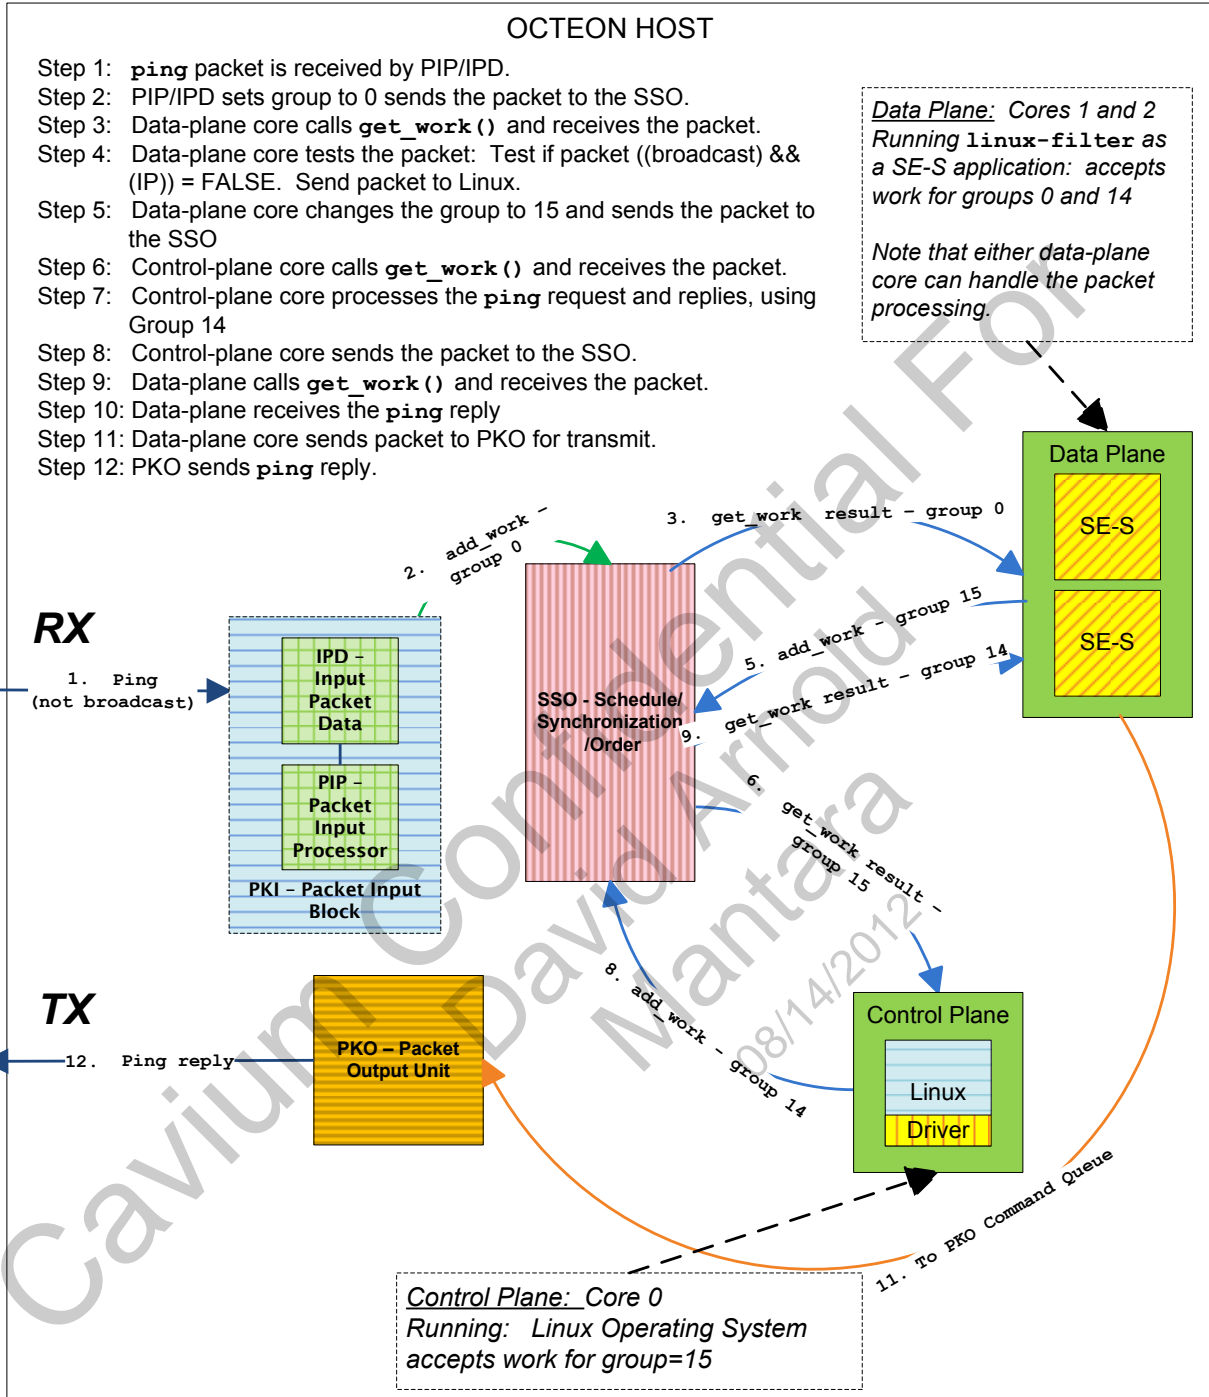 OCTEON HOST
Step 1: ping packet is received by PIP/IPD.
Step 2: PIP/IPD sets group to 0 sends the packet to the SSO.
Step 3: Data-plane core calls get_work() and receives the packet.
Step 4: Data-plane core tests the packet: Test if packet ((broadcast) &&
(IP)) = FALSE. Send packet to Linux.
Step 5: Data-plane core changes the group to 15 and sends the packet to
the SSO
Step 6: Control-plane core calls get_work() and receives the packet.
Step 7: Control-plane core processes the ping request and replies, using
Group 14
Step 8: Control-plane core sends the packet to the SSO.
Step 9: Data-plane calls get_work() and receives the packet.
Step 10: Data-plane receives the ping reply
Step 11: Data-plane core sends packet to PKO for transmit.
Step 12: PKO sends ping reply.
Data Plane: Cores 1 and 2
Running linux-filter as
a SE-S application: accepts
work for groups 0 and 14
Note that either data-plane
core can handle the packet
processing.
Data Plane
SE-S
SE-S
2. add_work –
group 0
3. get_work result – group 0
5. add_work – group 15
9. get_work result – group 14
RX
1. Ping
(not broadcast)
IPD –
Input
Packet
Data
PIP –
Packet
Input
Processor
PKI – Packet Input
Block
SSO - Schedule/
Synchronization
/Order
6. get_work result –
group 15
8. add_work – group 14
TX
12. Ping reply
PKO – Packet
Output Unit
Control Plane
Linux
Driver
11. To PKO Command Queue
Control Plane: Core 0
Running: Linux Operating System
accepts work for group=15
Cavium Confidential For
David Arnold
Mantara
08/14/2012